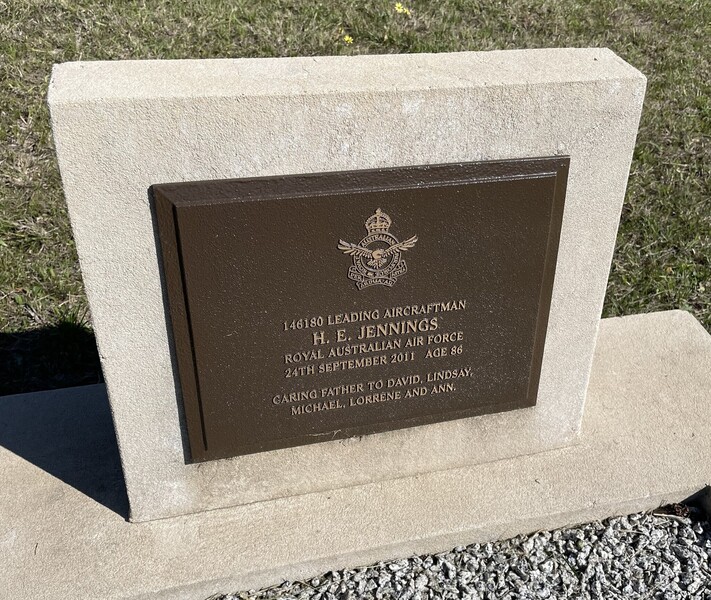 AUSTRALIAN
146180 LEADING AIRCRAFTMAN
H. E. JENNINGS
ROYAL AUSTRALIAN AIR FORCE
24TH SEPTEMBER 2011 AGE 86
CARING FATHER TO DAVID, LINDSAY,
MICHAEL, LORRENE AND ANN.